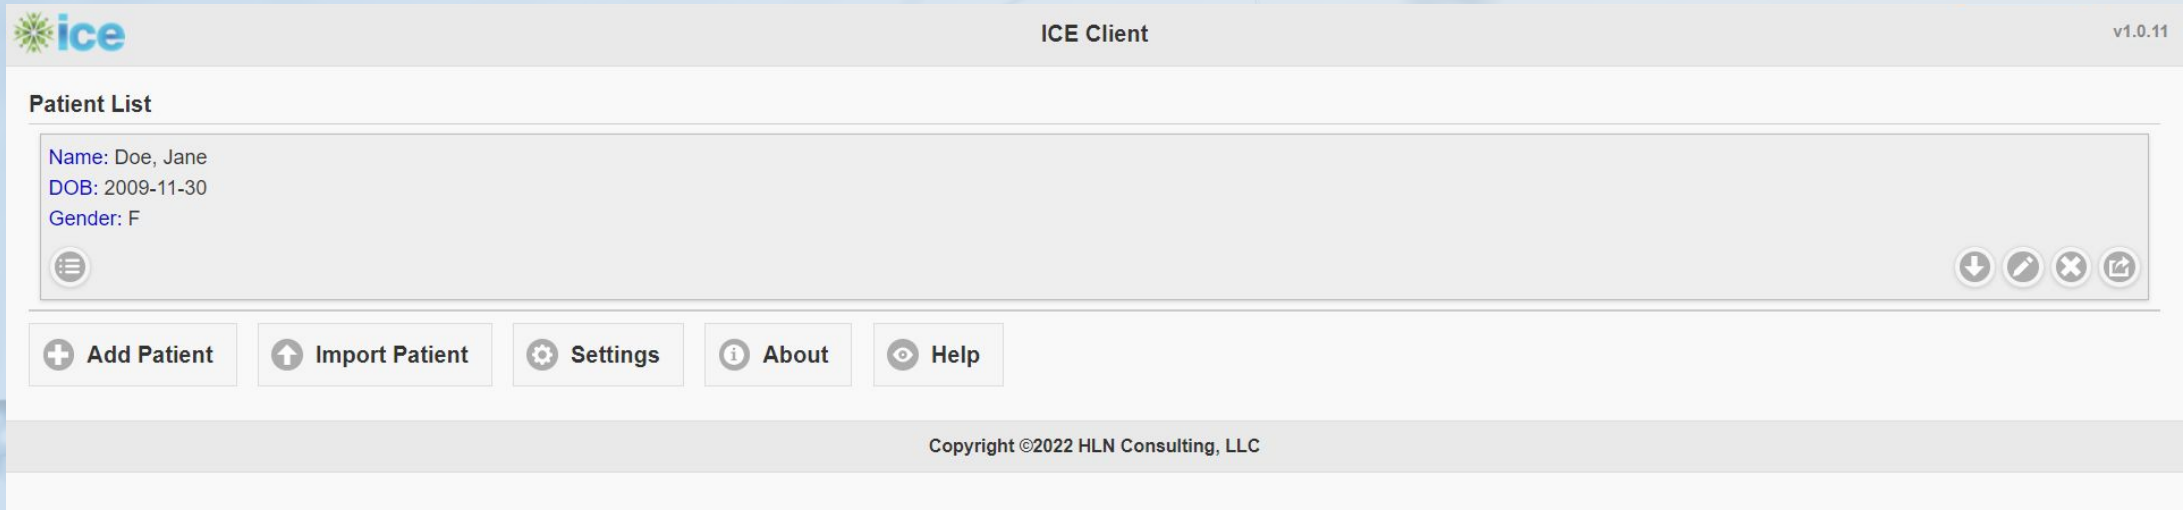 ice
ICE Client
v1.0.11
Patient List
Name: Doe, Jane
DOB: 2009-11-30
Gender: F
Add Patient
Import Patient
Settings
About
Help
Copyright ©2022 HLN Consulting, LLC